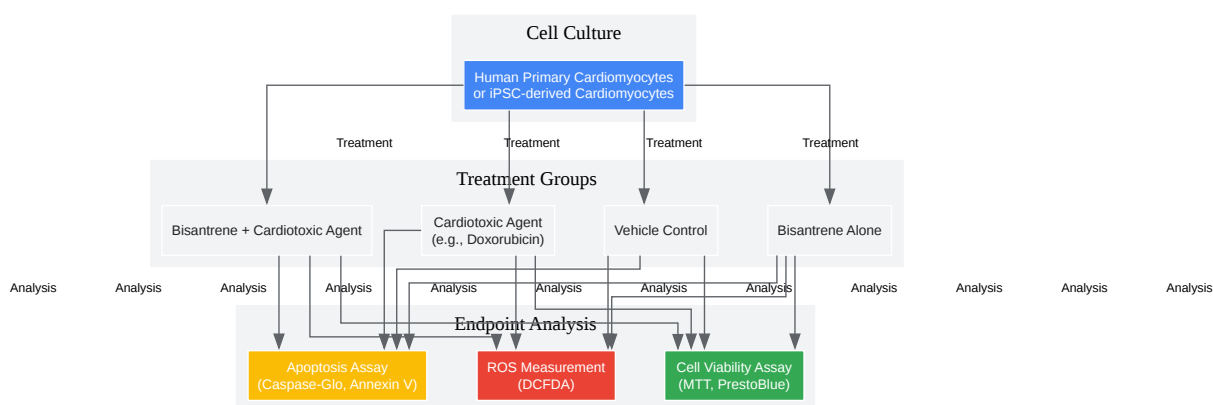 Cell Culture
Human Primary Cardiomyocytes
or iPSC-derived Cardiomyocytes
Treatment
Treatment
Treatment
Treatment
Treatment Groups
Bisantrene + Cardiotoxic Agent
Cardiotoxic Agent
(e.g., Doxorubicin)
Vehicle Control
Bisantrene Alone
Analysis
Analysis
Analysis
Analysis
Analysis
Analysis
Analysis
Analysis
Analysis
Analysis
Analysis
Analysis
Endpoint Analysis
Apoptosis Assay
(Caspase-Glo, Annexin V)
ROS Measurement
(DCFDA)
Cell Viability Assay
(MTT, PrestoBlue)